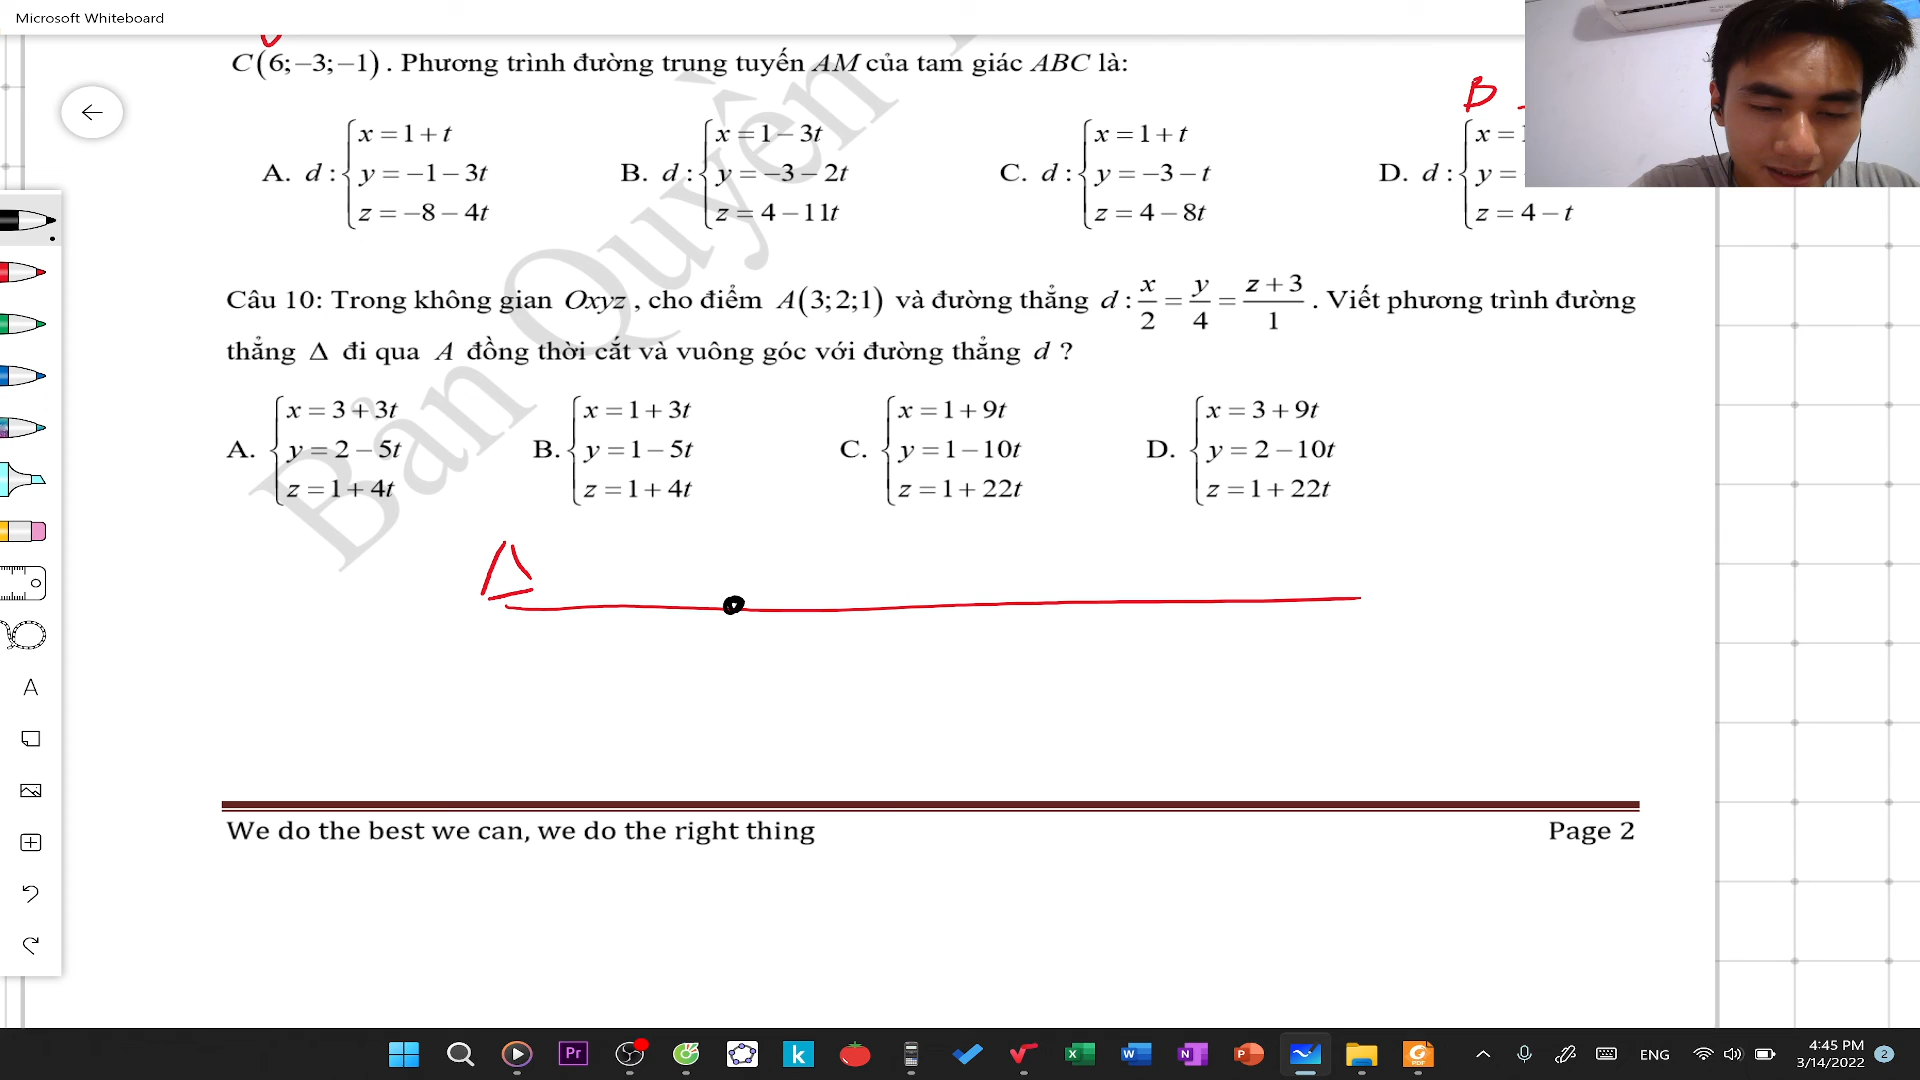 Microsoft Whiteboard
C(6;−3;−1). Phương trình đường trung tuyến AM của tam giác ABC là:
B
A. d: { x = 1 + t
y = −1 − 3t
z = −8 − 4t
B. d: { x = 1 − 3t
y = −3 − 2t
z = 4 − 11t
C. d: { x = 1 + t
y = −3 − t
z = 4 − 8t
D. d: { x =
y =
z = 4 − t
Câu 10: Trong không gian Oxyz, cho điểm A(3;2;1) và đường thẳng d: x/2 = y/4 = (z+3)/1. Viết phương trình đường
thẳng Δ đi qua A đồng thời cắt và vuông góc với đường thẳng d ?
A. { x = 3 + 3t
y = 2 − 5t
z = 1 + 4t
B. { x = 1 + 3t
y = 1 − 5t
z = 1 + 4t
C. { x = 1 + 9t
y = 1 − 10t
z = 1 + 22t
D. { x = 3 + 9t
y = 2 − 10t
z = 1 + 22t
Bản Quyền
Δ
We do the best we can, we do the right thing
Page 2
A
Pr
k
ENG
4:45 PM
3/14/2022
2